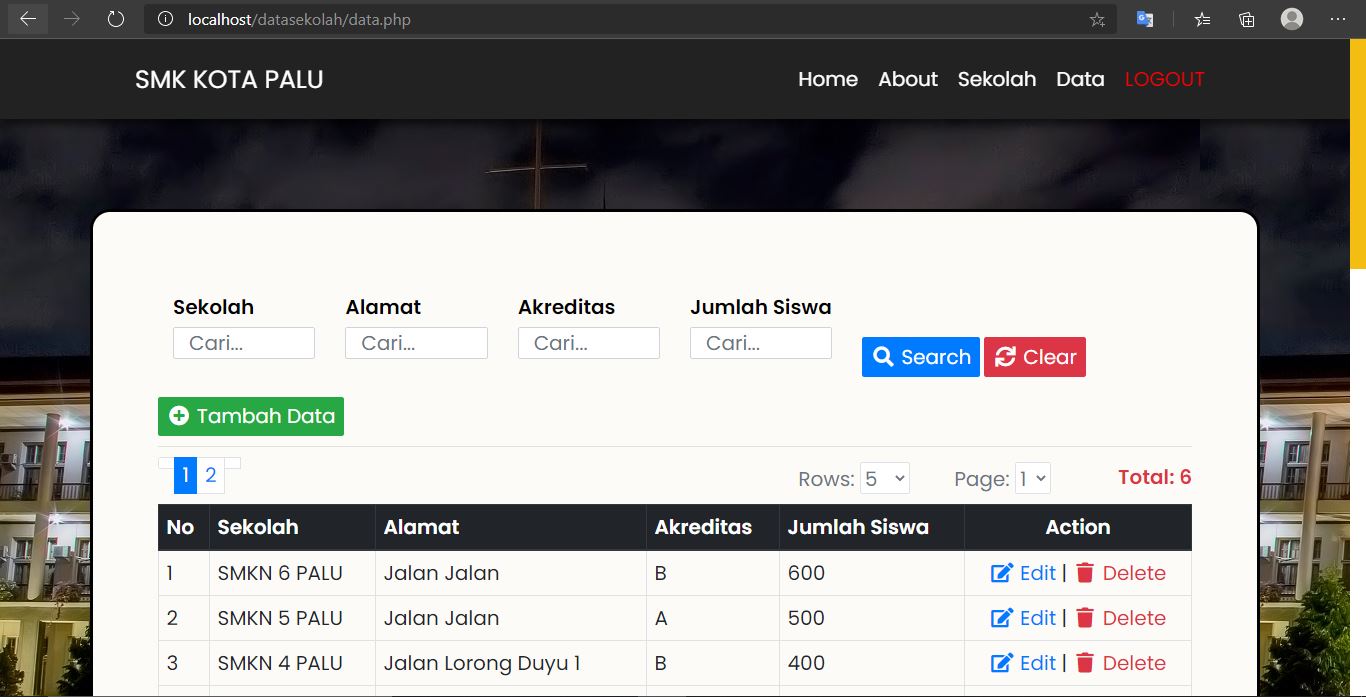 localhost/datasekolah/data.php
SMK KOTA PALU Home About Sekolah Data LOGOUT
Sekolah Alamat Akreditas Jumlah Siswa
Cari... Cari... Cari... Cari... Search Clear
Tambah Data
1 2 Rows: 5 Page: 1 Total: 6
No Sekolah Alamat Akreditas Jumlah Siswa Action
1 SMKN 6 PALU Jalan Jalan B 600 Edit | Delete
2 SMKN 5 PALU Jalan Jalan A 500 Edit | Delete
3 SMKN 4 PALU Jalan Lorong Duyu 1 B 400 Edit | Delete